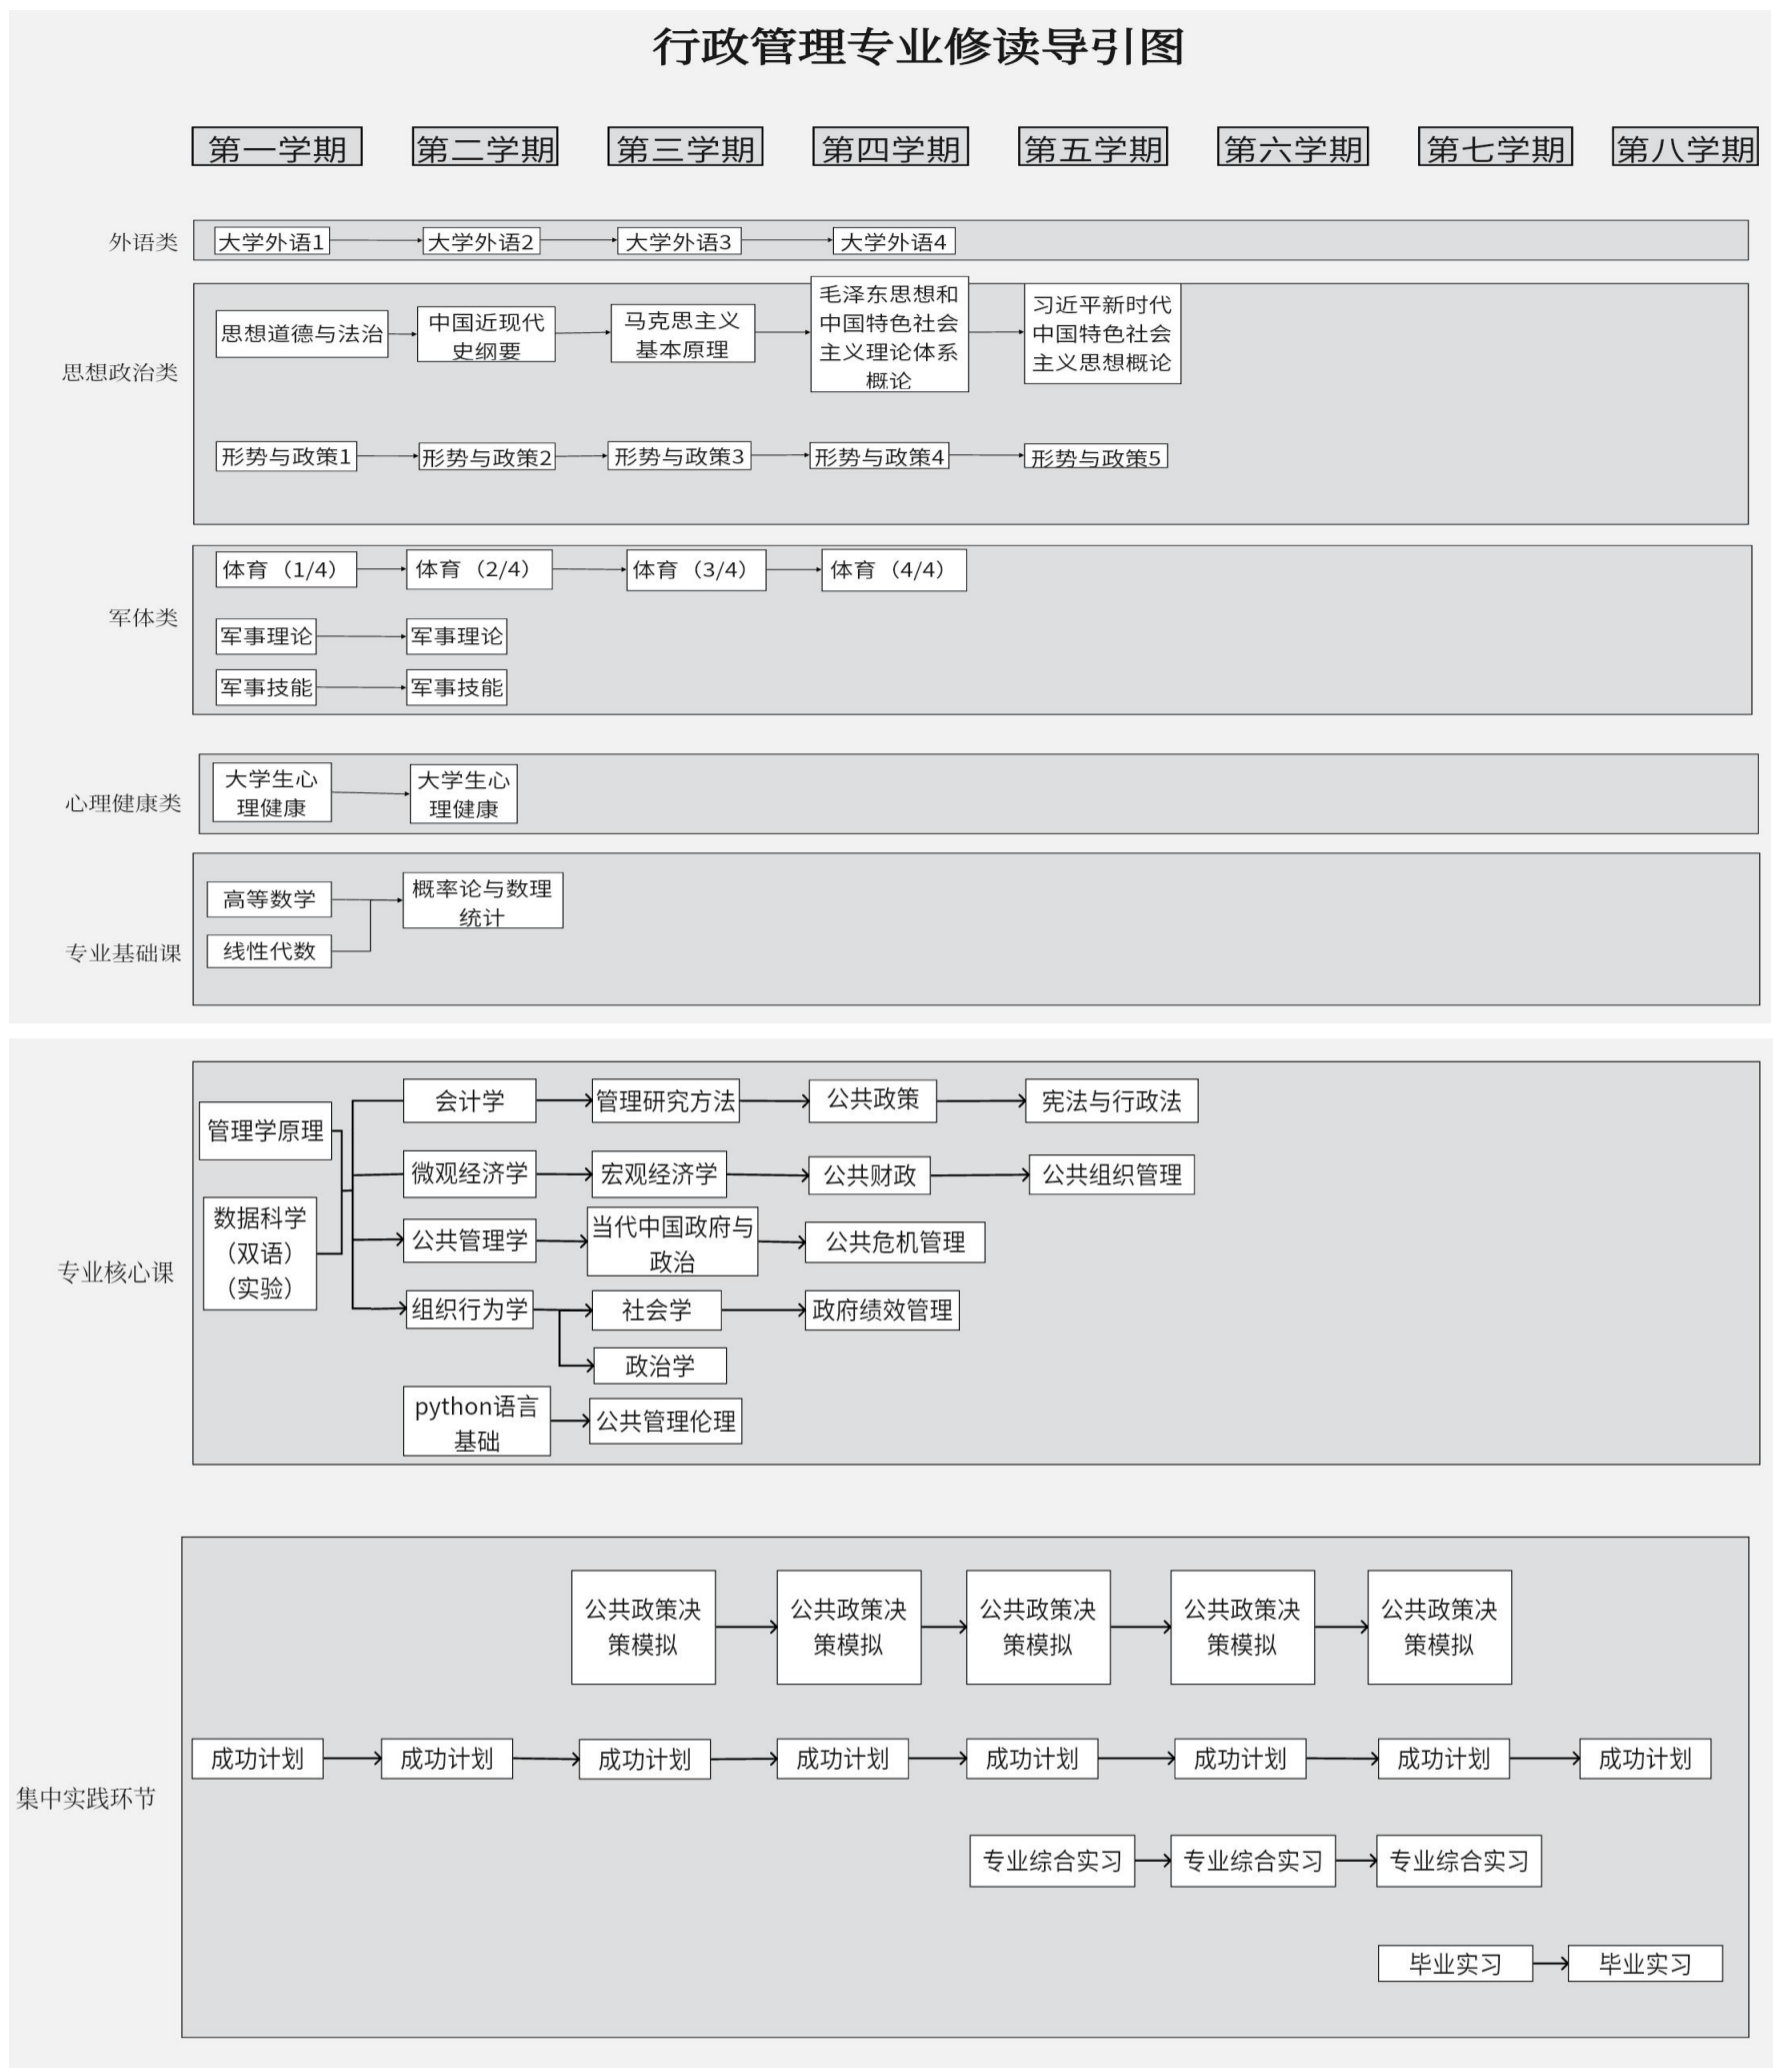 行政管理专业修读导引图
第一学期
第二学期
第三学期
第四学期
第五学期
第六学期
第七学期
第八学期
外语类
大学外语1
大学外语2
大学外语3
大学外语4
思想政治类
思想道德与法治
中国近现代
史纲要
马克思主义
基本原理
毛泽东思想和
中国特色社会
主义理论体系
概论
习近平新时代
中国特色社会
主义思想概论
形势与政策1
形势与政策2
形势与政策3
形势与政策4
形势与政策5
军体类
体育（1/4）
体育（2/4）
体育（3/4）
体育（4/4）
军事理论
军事理论
军事技能
军事技能
心理健康类
大学生心
理健康
大学生心
理健康
专业基础课
高等数学
线性代数
概率论与数理
统计
专业核心课
管理学原理
数据科学
（双语）
（实验）
会计学
管理研究方法
公共政策
宪法与行政法
微观经济学
宏观经济学
公共财政
公共组织管理
公共管理学
当代中国政府与
政治
公共危机管理
组织行为学
社会学
政府绩效管理
政治学
python语言
基础
公共管理伦理
集中实践环节
公共政策决
策模拟
公共政策决
策模拟
公共政策决
策模拟
公共政策决
策模拟
公共政策决
策模拟
成功计划
成功计划
成功计划
成功计划
成功计划
成功计划
成功计划
成功计划
专业综合实习
专业综合实习
专业综合实习
毕业实习
毕业实习